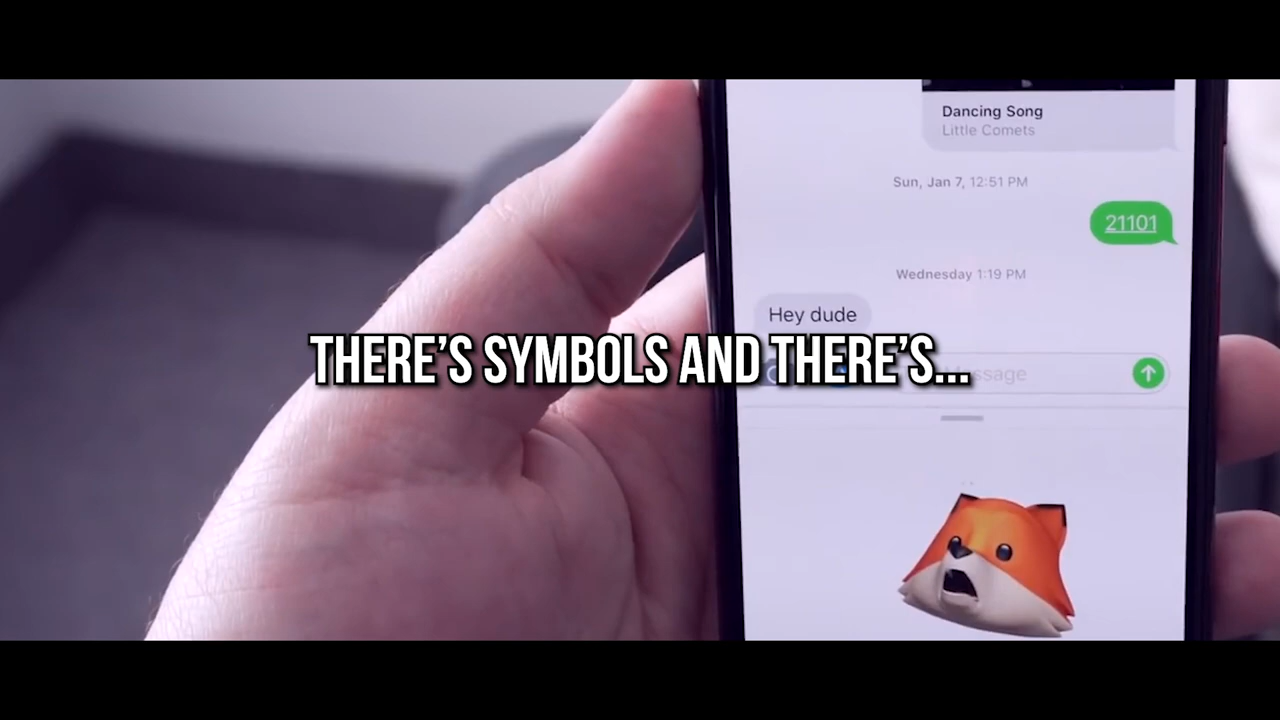 Dancing Song
Little Comets
Sun, Jan 7, 12:51 PM
21101
Wednesday 1:19 PM
Hey dude
THERE'S SYMBOLS AND THERE'S...